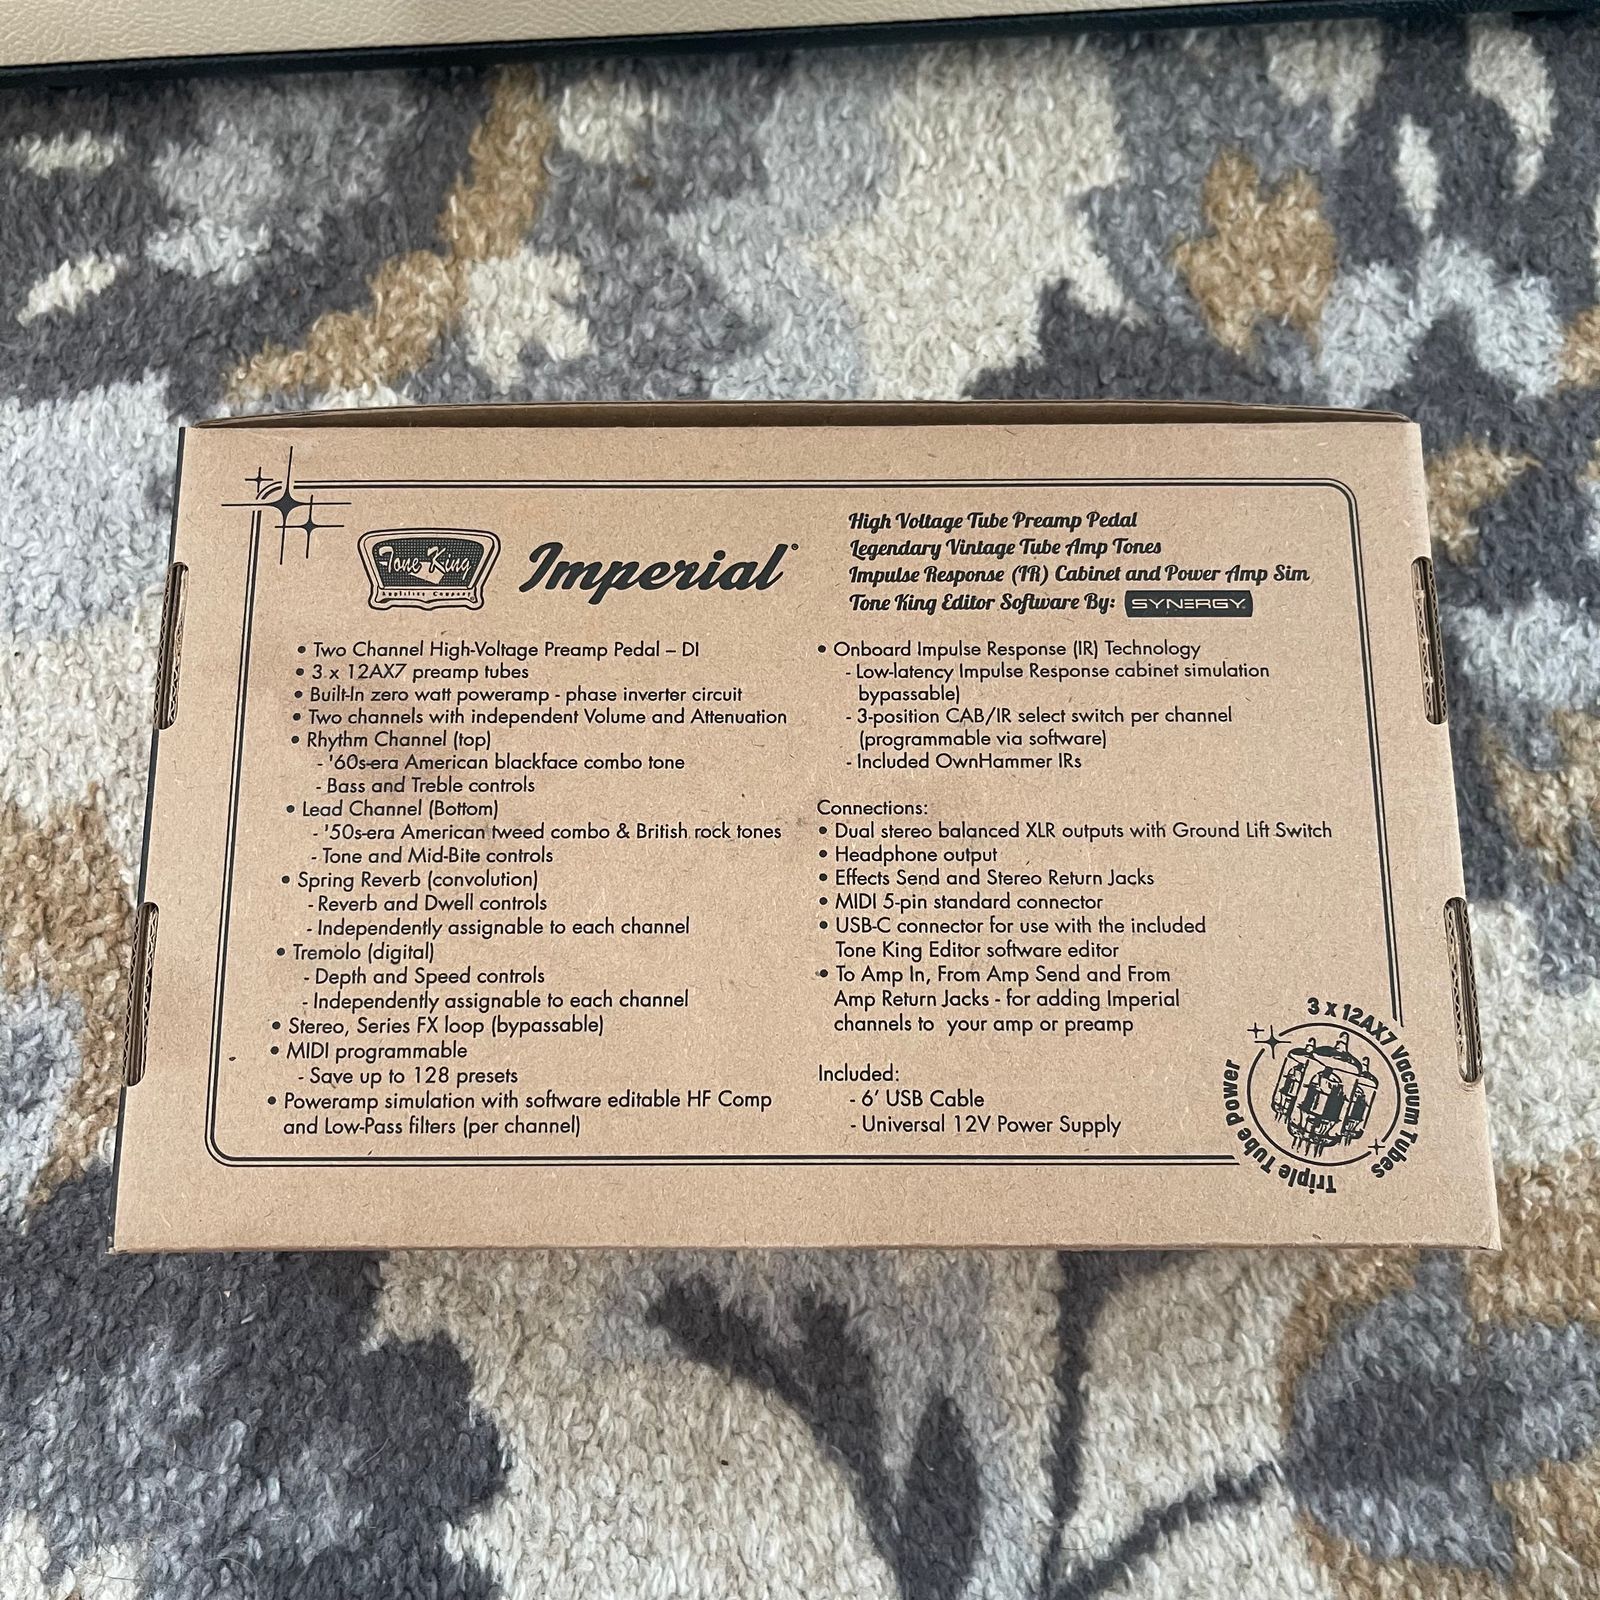 Tone King
Amplifier Company
Imperial®
High Voltage Tube Preamp Pedal
Legendary Vintage Tube Amp Tones
Impulse Response (IR) Cabinet and Power Amp Sim
Tone King Editor Software By: SYNERGY
• Two Channel High-Voltage Preamp Pedal – DI
• 3 x 12AX7 preamp tubes
• Built-In zero watt poweramp - phase inverter circuit
• Two channels with independent Volume and Attenuation
• Rhythm Channel (top)
- '60s-era American blackface combo tone
- Bass and Treble controls
• Lead Channel (Bottom)
- '50s-era American tweed combo & British rock tones
- Tone and Mid-Bite controls
• Spring Reverb (convolution)
- Reverb and Dwell controls
- Independently assignable to each channel
• Tremolo (digital)
- Depth and Speed controls
- Independently assignable to each channel
• Stereo, Series FX loop (bypassable)
• MIDI programmable
- Save up to 128 presets
• Poweramp simulation with software editable HF Comp
and Low-Pass filters (per channel)
• Onboard Impulse Response (IR) Technology
- Low-latency Impulse Response cabinet simulation
bypassable)
- 3-position CAB/IR select switch per channel
(programmable via software)
- Included OwnHammer IRs
Connections:
• Dual stereo balanced XLR outputs with Ground Lift Switch
• Headphone output
• Effects Send and Stereo Return Jacks
• MIDI 5-pin standard connector
• USB-C connector for use with the included
Tone King Editor software editor
• To Amp In, From Amp Send and From
Amp Return Jacks - for adding Imperial
channels to your amp or preamp
Included:
- 6' USB Cable
- Universal 12V Power Supply
3 x 12AX7 Vacuum Tubes
Triple Tube Power